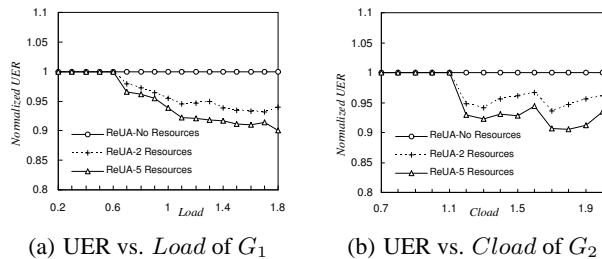 1.1
1.05
1
0.95
0.9
0.85
0.8
Normalized UER
ReUA-No Resources
ReUA-2 Resources
ReUA-5 Resources
0.2 0.6 1 1.4 1.8
Load
(a) UER vs. Load of G1
1.1
1.05
1
0.95
0.9
0.85
0.8
Normalized UER
ReUA-No Resources
ReUA-2 Resources
ReUA-5 Resources
0.7 1.1 1.5 1.9
Cload
(b) UER vs. Cload of G2